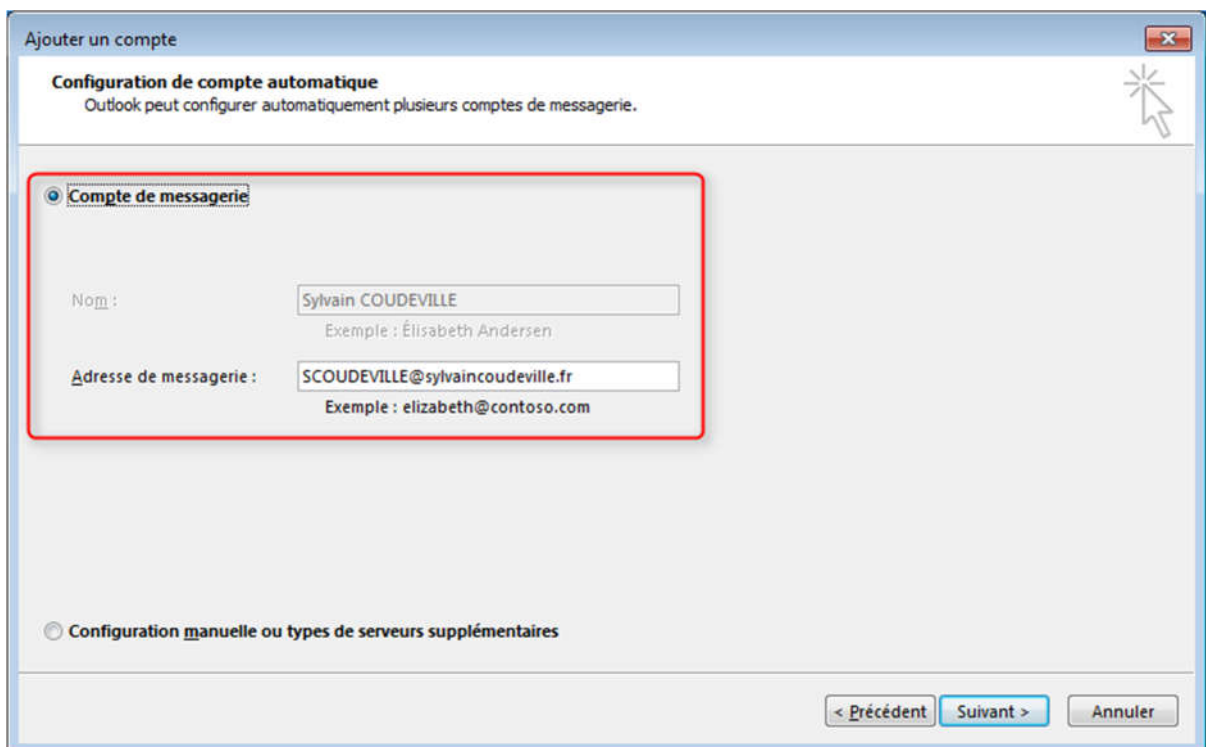 Ajouter un compte
Configuration de compte automatique
Outlook peut configurer automatiquement plusieurs comptes de messagerie.
Compte de messagerie
Nom : Sylvain COUDEVILLE
Exemple : Élisabeth Andersen
Adresse de messagerie : SCOUDEVILLE@sylvaincoudeville.fr
Exemple : elizabeth@contoso.com
Configuration manuelle ou types de serveurs supplémentaires
< Précédent Suivant > Annuler